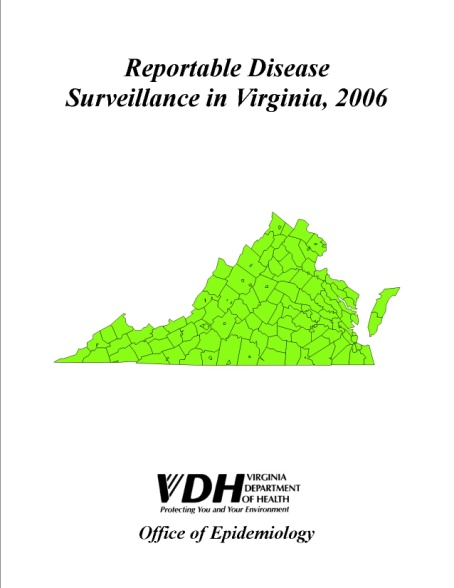 Reportable Disease
Surveillance in Virginia, 2006
VDH VIRGINIA
DEPARTMENT
OF HEALTH
Protecting You and Your Environment
Office of Epidemiology